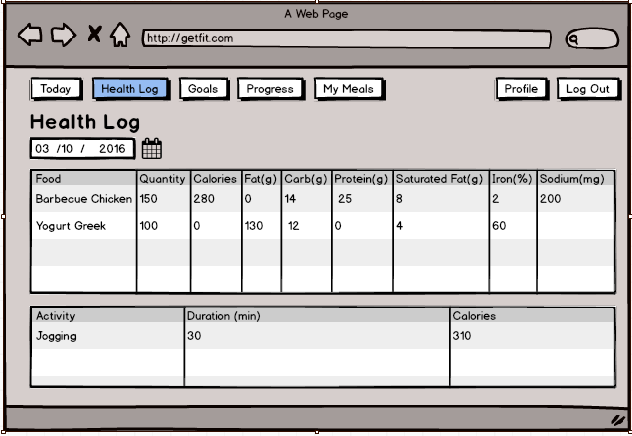 A Web Page
http://getfit.com
Today Health Log Goals Progress My Meals Profile Log Out
Health Log
03 /10 / 2016
Food Quantity Calories Fat(g) Carb(g) Protein(g) Saturated Fat(g) Iron(%) Sodium(mg)
Barbecue Chicken 150 280 0 14 25 8 2 200
Yogurt Greek 100 0 130 12 0 4 60
Activity Duration (min) Calories
Jogging 30 310